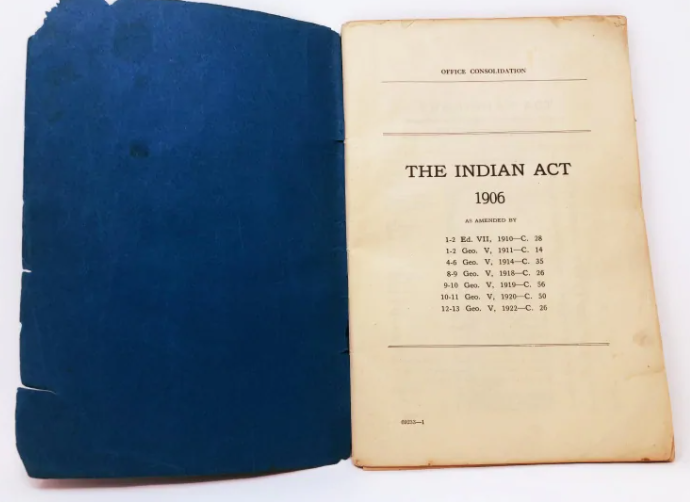 OFFICE CONSOLIDATION
THE INDIAN ACT
1906
AS AMENDED BY
1-2 Ed. VII, 1910—C. 28
1-2 Geo. V, 1911—C. 14
4-5 Geo. V, 1914—C. 35
8-9 Geo. V, 1918—C. 26
9-10 Geo. V, 1919—C. 56
10-11 Geo. V, 1920—C. 50
12-13 Geo. V, 1922—C. 26